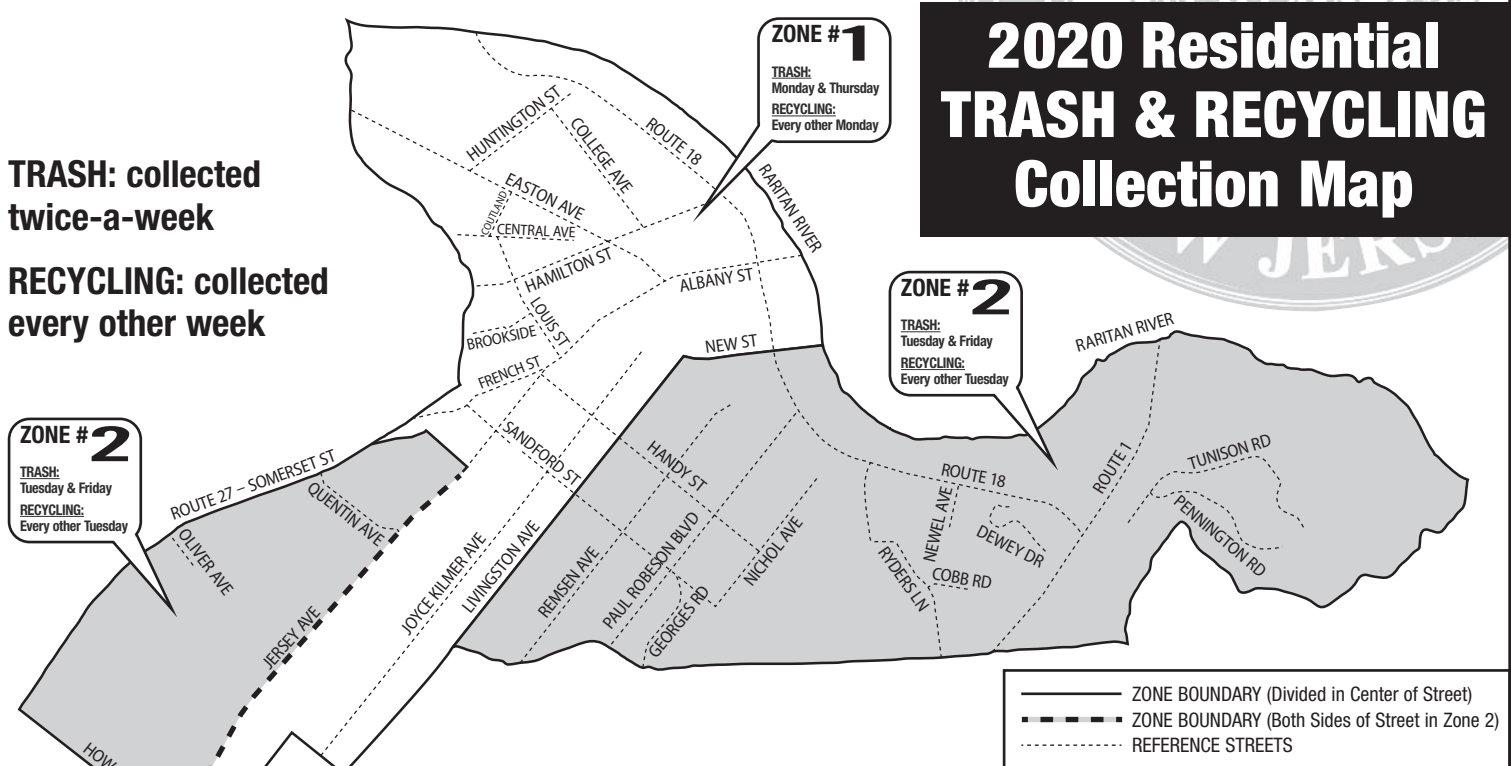 2020 Residential
TRASH & RECYCLING
Collection Map
TRASH: collected
twice-a-week
RECYCLING: collected
every other week
ZONE #1
TRASH:
Monday & Thursday
RECYCLING:
Every other Monday
ZONE #2
TRASH:
Tuesday & Friday
RECYCLING:
Every other Tuesday
ZONE #2
TRASH:
Tuesday & Friday
RECYCLING:
Every other Tuesday
HUNTINGTON ST
COLLEGE AVE
ROUTE 18
RARITAN RIVER
EASTON AVE
COUTLAND
CENTRAL AVE
HAMILTON ST
ALBANY ST
LOUIS ST
BROOKSIDE
FRENCH ST
NEW ST
RARITAN RIVER
SANDFORD ST
HANDY ST
ROUTE 27 – SOMERSET ST
QUENTIN AVE
OLIVER AVE
JERSEY AVE
JOYCE KILMER AVE
LIVINGSTON AVE
REMSEN AVE
PAUL ROBESON BLVD
GEORGES RD
NICHOL AVE
RYDERS LN
NEWEL AVE
COBB RD
DEWEY DR
ROUTE 18
ROUTE 1
TUNISON RD
PENNINGTON RD
HOW
W JERS
ZONE BOUNDARY (Divided in Center of Street)
ZONE BOUNDARY (Both Sides of Street in Zone 2)
REFERENCE STREETS